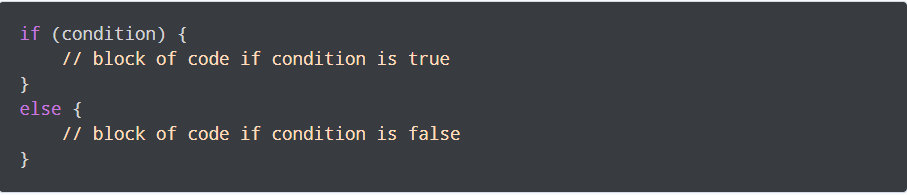 if (condition) {
    // block of code if condition is true
}
else {
    // block of code if condition is false
}